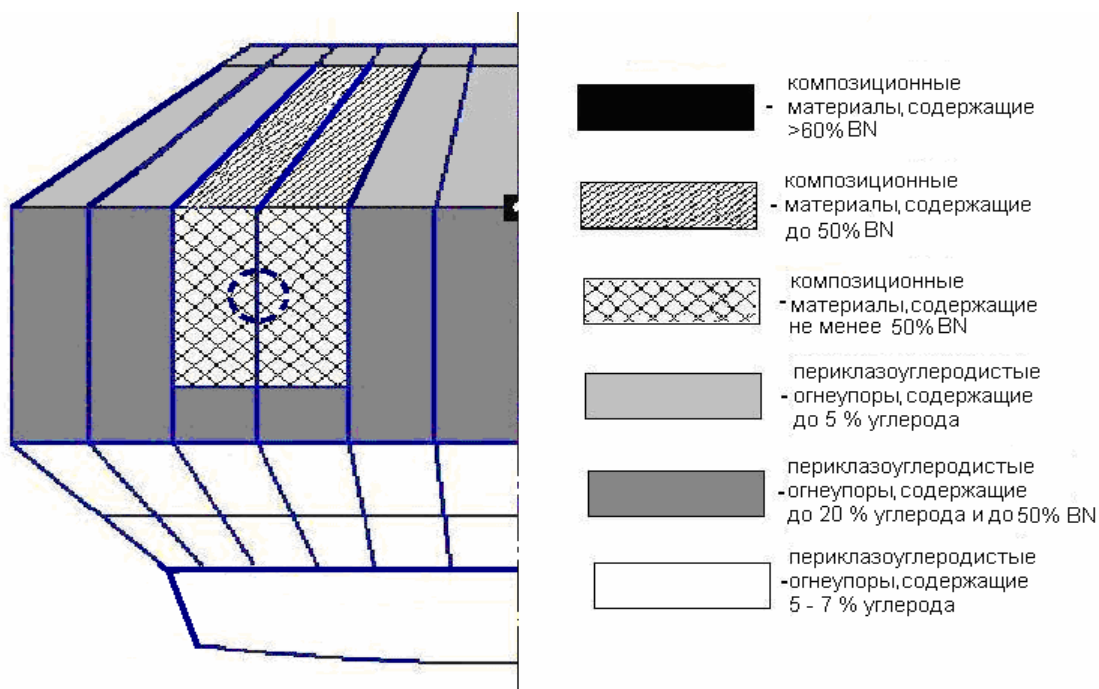 композиционные
- материалы, содержащие
>60% BN
композиционные
- материалы, содержащие
до 50% BN
композиционные
- материалы, содержащие
не менее 50% BN
периклазоуглеродистые
- огнеупоры, содержащие
до 5 % углерода
периклазоуглеродистые
- огнеупоры, содержащие
до 20 % углерода и до 50% BN
периклазоуглеродистые
- огнеупоры, содержащие
5 - 7 % углерода